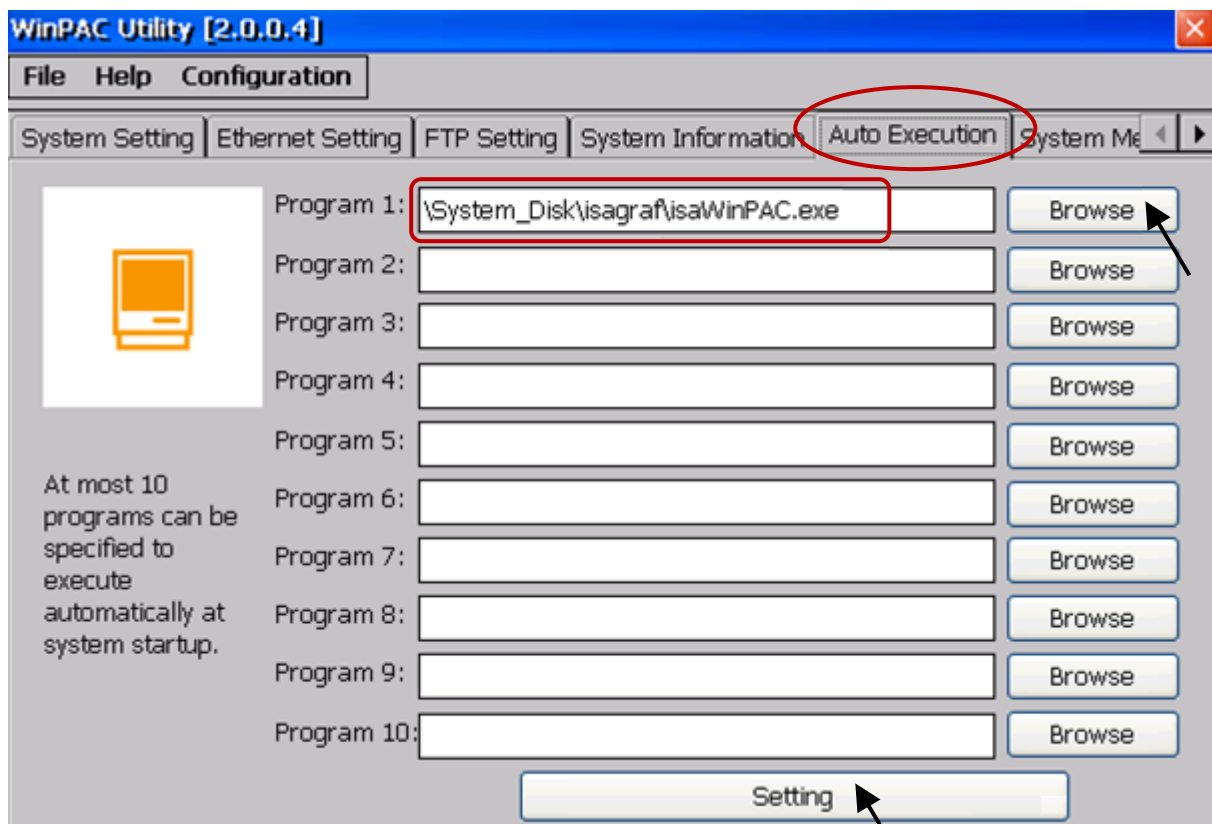 WinPAC Utility [2.0.0.4]
File Help Configuration
System Setting Ethernet Setting FTP Setting System Information Auto Execution System Me
Program 1: \System_Disk\isagraf\isaWinPAC.exe Browse
Program 2: Browse
Program 3: Browse
Program 4: Browse
Program 5: Browse
Program 6: Browse
Program 7: Browse
Program 8: Browse
Program 9: Browse
Program 10: Browse
At most 10
programs can be
specified to
execute
automatically at
system startup.
Setting